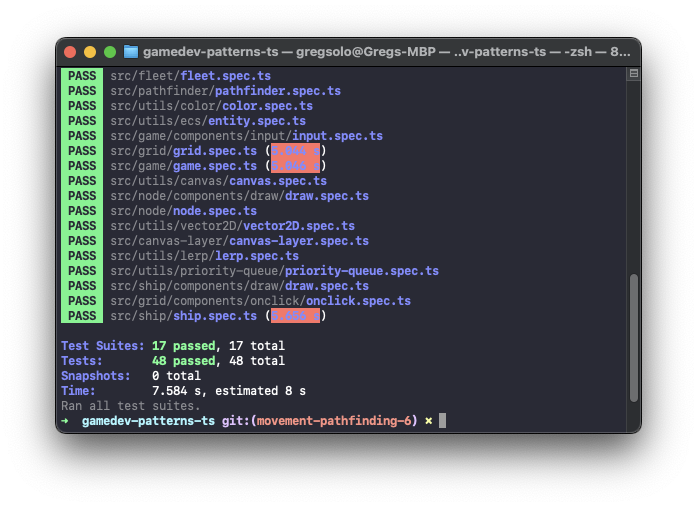 gamedev-patterns-ts — gregsolo@Gregs-MBP — ..v-patterns-ts — -zsh — 8...
PASS src/fleet/fleet.spec.ts
PASS src/pathfinder/pathfinder.spec.ts
PASS src/utils/color/color.spec.ts
PASS src/utils/ecs/entity.spec.ts
PASS src/game/components/input/input.spec.ts
PASS src/grid/grid.spec.ts (
PASS src/game/game.spec.ts (
PASS src/utils/canvas/canvas.spec.ts
PASS src/node/components/draw/draw.spec.ts
PASS src/node/node.spec.ts
PASS src/utils/vector2D/vector2D.spec.ts
PASS src/canvas-layer/canvas-layer.spec.ts
PASS src/utils/lerp/lerp.spec.ts
PASS src/utils/priority-queue/priority-queue.spec.ts
PASS src/ship/components/draw/draw.spec.ts
PASS src/grid/components/onclick/onclick.spec.ts
PASS src/ship/ship.spec.ts (
Test Suites: 17 passed, 17 total
Tests: 48 passed, 48 total
Snapshots: 0 total
Time: 7.584 s, estimated 8 s
Ran all test suites.
➜ gamedev-patterns-ts git:(movement-pathfinding-6) ✖